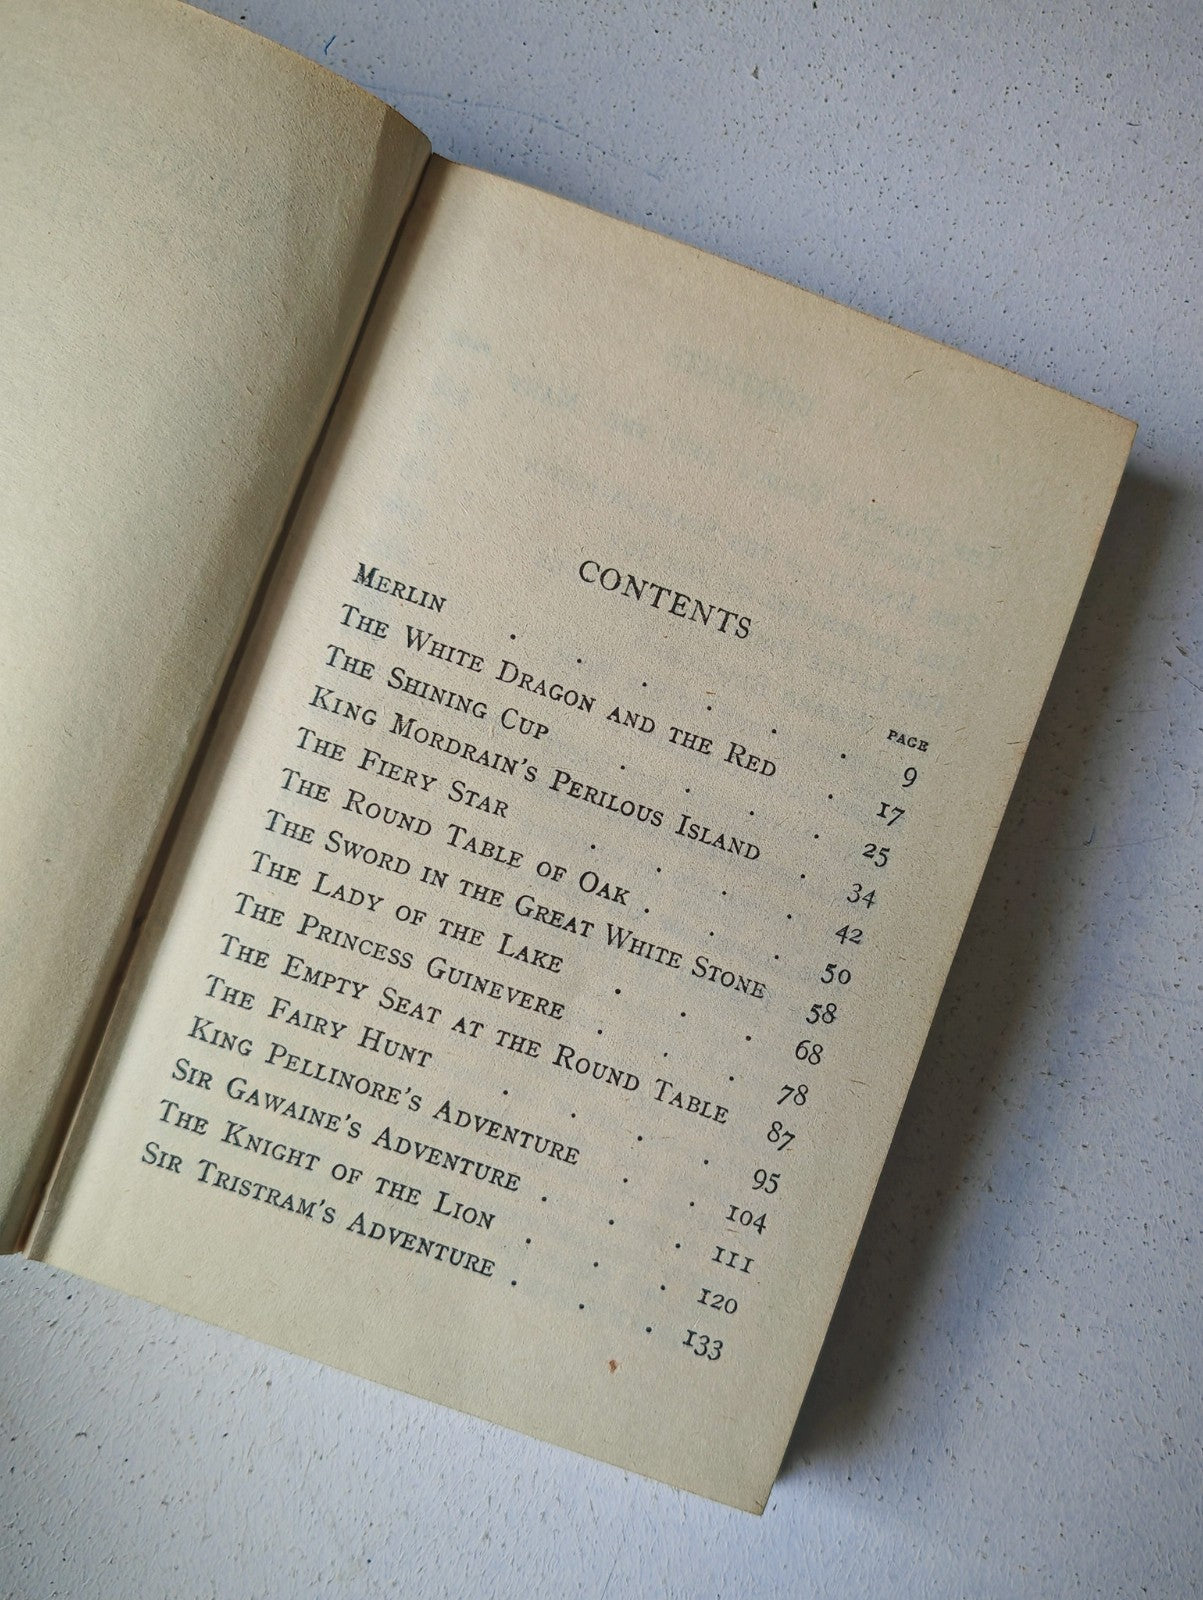 CONTENTS
PAGE
MERLIN . . . . . . 9
THE WHITE DRAGON AND THE RED . 17
THE SHINING CUP . . . . 25
KING MORDRAIN'S PERILOUS ISLAND . 34
THE FIERY STAR . . . . 42
THE ROUND TABLE OF OAK . . . 50
THE SWORD IN THE GREAT WHITE STONE 58
THE LADY OF THE LAKE . . . 68
THE PRINCESS GUINEVERE . . . 78
THE EMPTY SEAT AT THE ROUND TABLE 87
THE FAIRY HUNT . . . . 95
KING PELLINORE'S ADVENTURE . . 104
SIR GAWAINE'S ADVENTURE . . . 111
THE KNIGHT OF THE LION . . . 120
SIR TRISTRAM'S ADVENTURE . . . 133